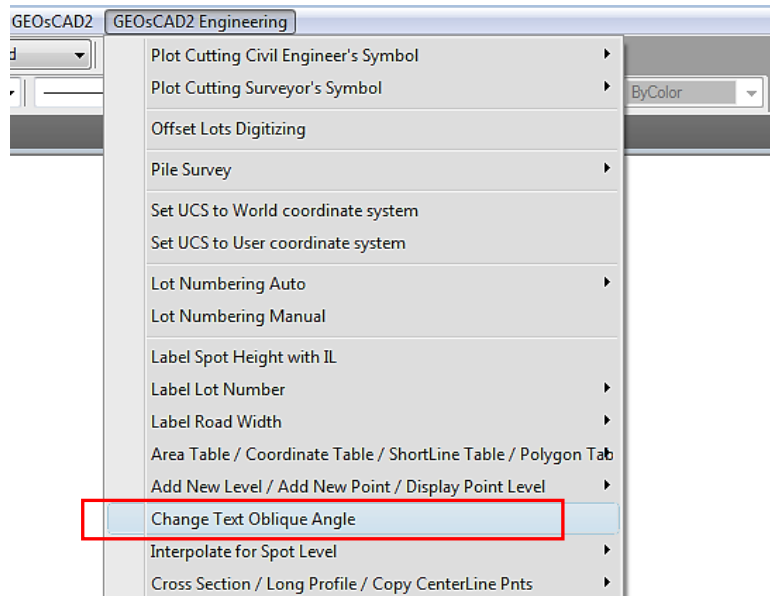 GEOsCAD2 GEOsCAD2 Engineering
Plot Cutting Civil Engineer's Symbol
Plot Cutting Surveyor's Symbol
ByColor
Offset Lots Digitizing
Pile Survey
Set UCS to World coordinate system
Set UCS to User coordinate system
Lot Numbering Auto
Lot Numbering Manual
Label Spot Height with IL
Label Lot Number
Label Road Width
Area Table / Coordinate Table / ShortLine Table / Polygon Tab
Add New Level / Add New Point / Display Point Level
Change Text Oblique Angle
Interpolate for Spot Level
Cross Section / Long Profile / Copy CenterLine Pnts